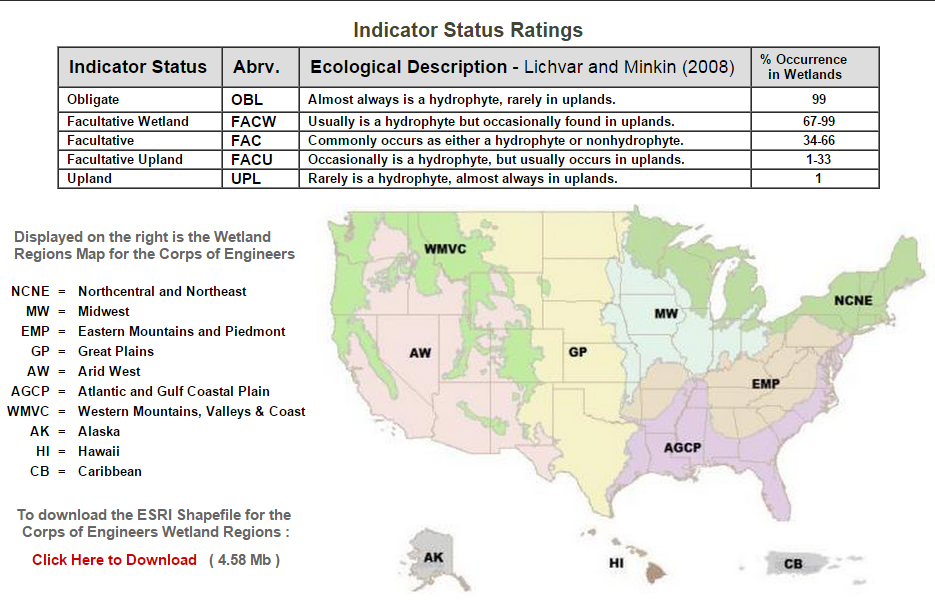 Indicator Status Ratings
Indicator Status Abrv. Ecological Description - Lichvar and Minkin (2008) % Occurrence in Wetlands
Obligate OBL Almost always is a hydrophyte, rarely in uplands. 99
Facultative Wetland FACW Usually is a hydrophyte but occasionally found in uplands. 67-99
Facultative FAC Commonly occurs as either a hydrophyte or nonhydrophyte. 34-66
Facultative Upland FACU Occasionally is a hydrophyte, but usually occurs in uplands. 1-33
Upland UPL Rarely is a hydrophyte, almost always in uplands. 1
Displayed on the right is the Wetland
Regions Map for the Corps of Engineers
NCNE = Northcentral and Northeast
MW = Midwest
EMP = Eastern Mountains and Piedmont
GP = Great Plains
AW = Arid West
AGCP = Atlantic and Gulf Coastal Plain
WMVC = Western Mountains, Valleys & Coast
AK = Alaska
HI = Hawaii
CB = Caribbean
To download the ESRI Shapefile for the
Corps of Engineers Wetland Regions :
Click Here to Download ( 4.58 Mb )
WMVC
NCNE
MW
AW
GP
EMP
AGCP
AK
HI
CB